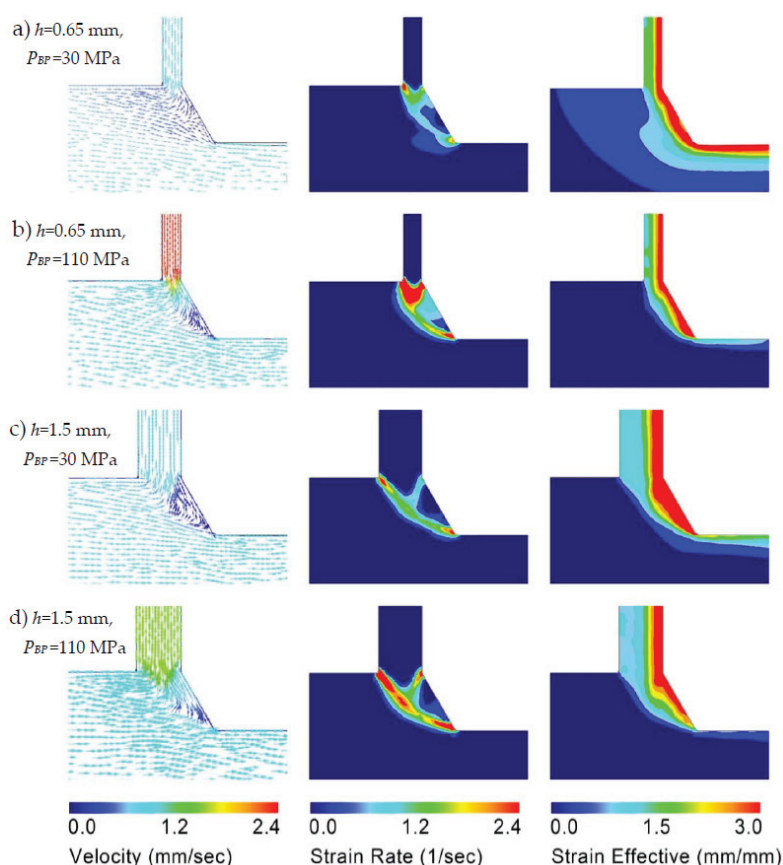 a) h=0.65 mm,
PBP=30 MPa
b) h=0.65 mm,
PBP=110 MPa
c) h=1.5 mm,
PBP=30 MPa
d) h=1.5 mm,
PBP=110 MPa
0.0 1.2 2.4 0.0 1.2 2.4 0.0 1.5 3.0
Velocity (mm/sec) Strain Rate (1/sec) Strain Effective (mm/mm)